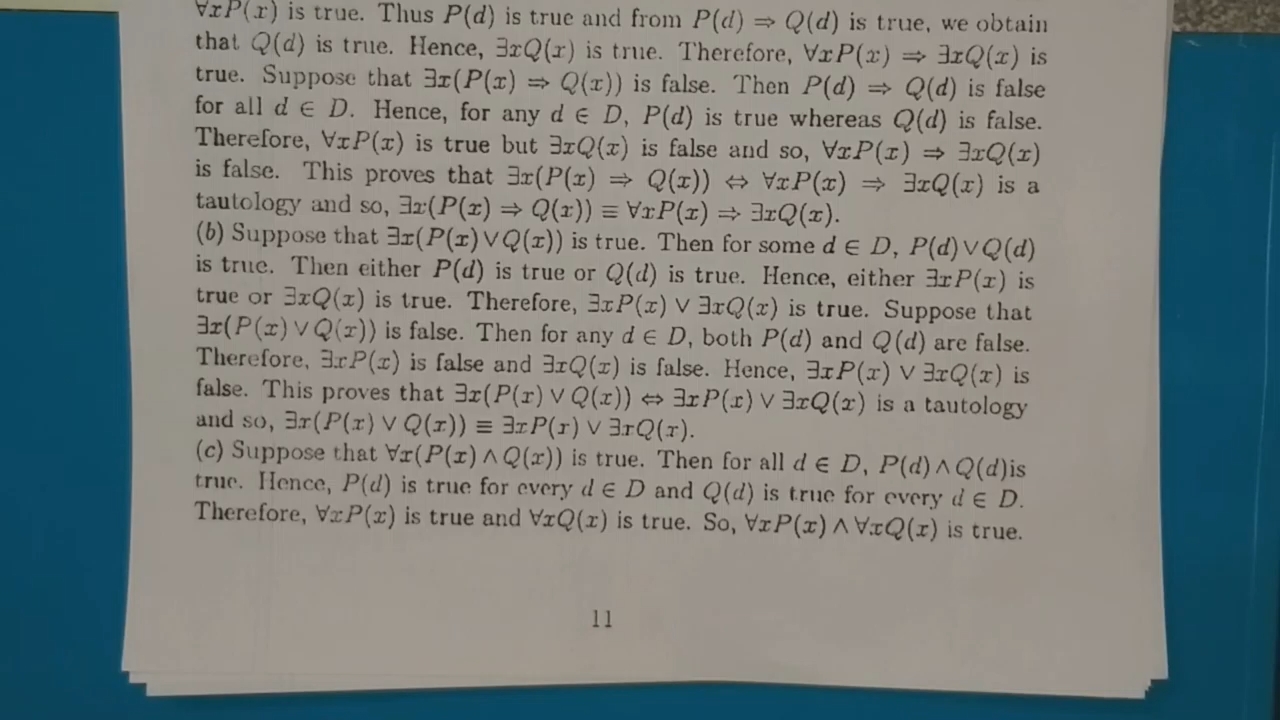 ∀xP(x) is true. Thus P(d) is true and from P(d) ⇒ Q(d) is true, we obtain
that Q(d) is true. Hence, ∃xQ(x) is true. Therefore, ∀xP(x) ⇒ ∃xQ(x) is
true. Suppose that ∃x(P(x) ⇒ Q(x)) is false. Then P(d) ⇒ Q(d) is false
for all d ∈ D. Hence, for any d ∈ D, P(d) is true whereas Q(d) is false.
Therefore, ∀xP(x) is true but ∃xQ(x) is false and so, ∀xP(x) ⇒ ∃xQ(x)
is false. This proves that ∃x(P(x) ⇒ Q(x)) ⇔ ∀xP(x) ⇒ ∃xQ(x) is a
tautology and so, ∃x(P(x) ⇒ Q(x)) ≡ ∀xP(x) ⇒ ∃xQ(x).
(b) Suppose that ∃x(P(x)∨Q(x)) is true. Then for some d ∈ D, P(d)∨Q(d)
is true. Then either P(d) is true or Q(d) is true. Hence, either ∃xP(x) is
true or ∃xQ(x) is true. Therefore, ∃xP(x) ∨ ∃xQ(x) is true. Suppose that
∃x(P(x) ∨ Q(x)) is false. Then for any d ∈ D, both P(d) and Q(d) are false.
Therefore, ∃xP(x) is false and ∃xQ(x) is false. Hence, ∃xP(x) ∨ ∃xQ(x) is
false. This proves that ∃x(P(x) ∨ Q(x)) ⇔ ∃xP(x) ∨ ∃xQ(x) is a tautology
and so, ∃x(P(x) ∨ Q(x)) ≡ ∃xP(x) ∨ ∃xQ(x).
(c) Suppose that ∀x(P(x) ∧ Q(x)) is true. Then for all d ∈ D, P(d) ∧ Q(d)is
true. Hence, P(d) is true for every d ∈ D and Q(d) is true for every d ∈ D.
Therefore, ∀xP(x) is true and ∀xQ(x) is true. So, ∀xP(x) ∧ ∀xQ(x) is true.
11